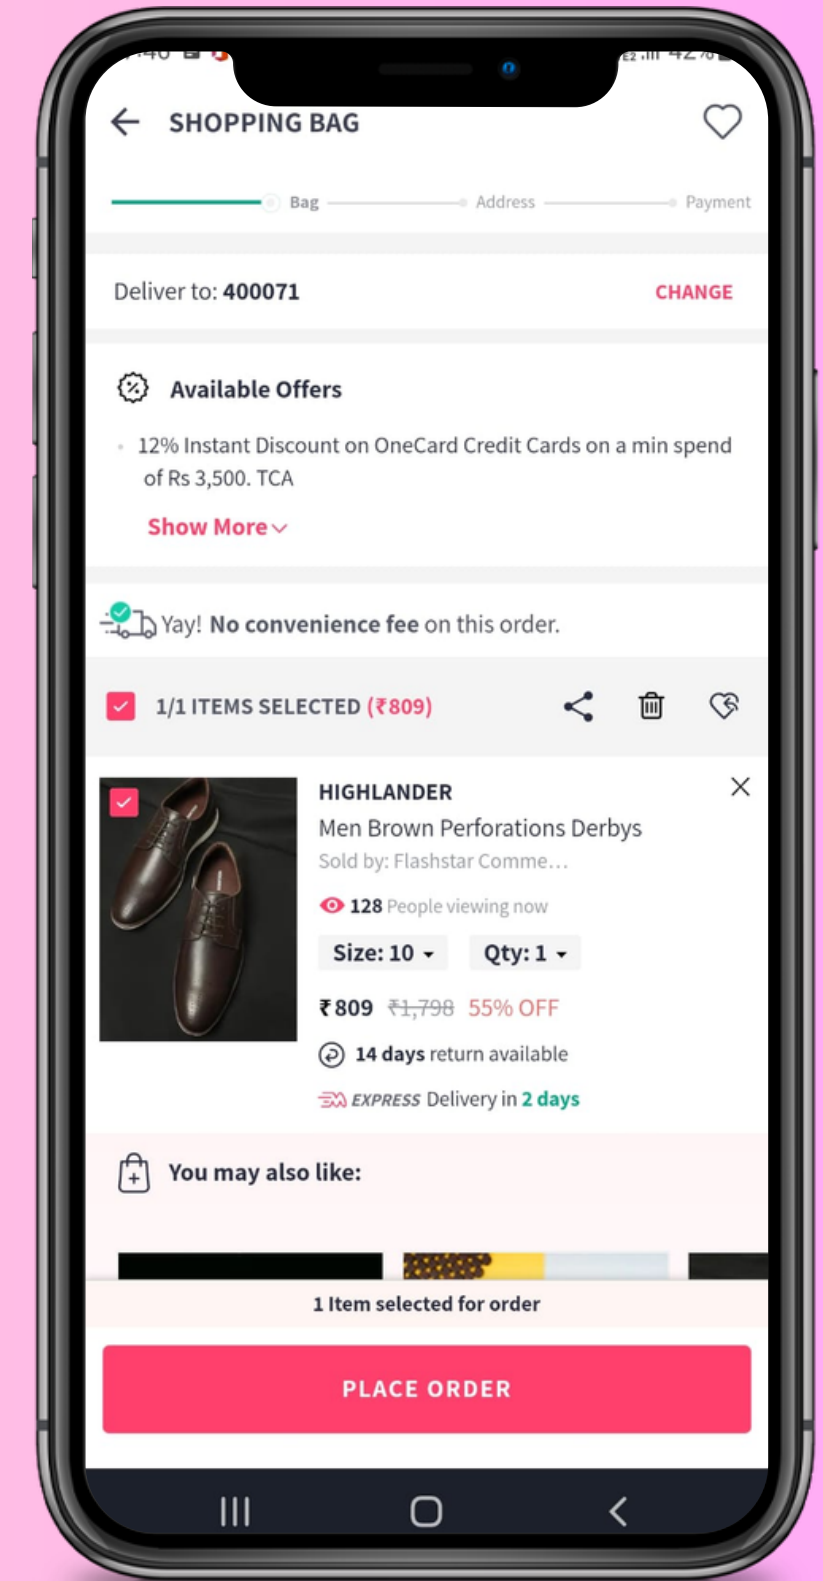 SHOPPING BAG
Bag Address Payment
Deliver to: 400071 CHANGE
Available Offers
12% Instant Discount on OneCard Credit Cards on a min spend
of Rs 3,500. TCA
Show More
Yay! No convenience fee on this order.
1/1 ITEMS SELECTED (₹809)
HIGHLANDER
Men Brown Perforations Derbys
Sold by: Flashstar Comme...
128 People viewing now
Size: 10 Qty: 1
₹809 ₹1,798 55% OFF
14 days return available
EXPRESS Delivery in 2 days
You may also like:
1 Item selected for order
PLACE ORDER